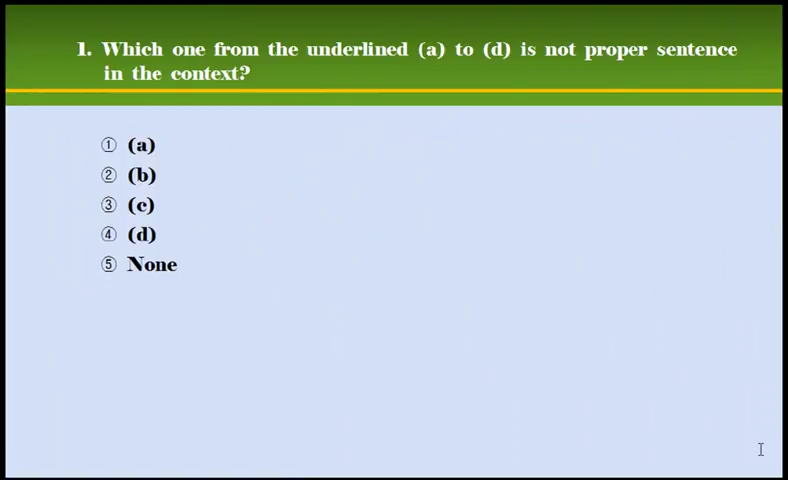 1. Which one from the underlined (a) to (d) is not proper sentence
in the context?
① (a)
② (b)
③ (c)
④ (d)
⑤ None